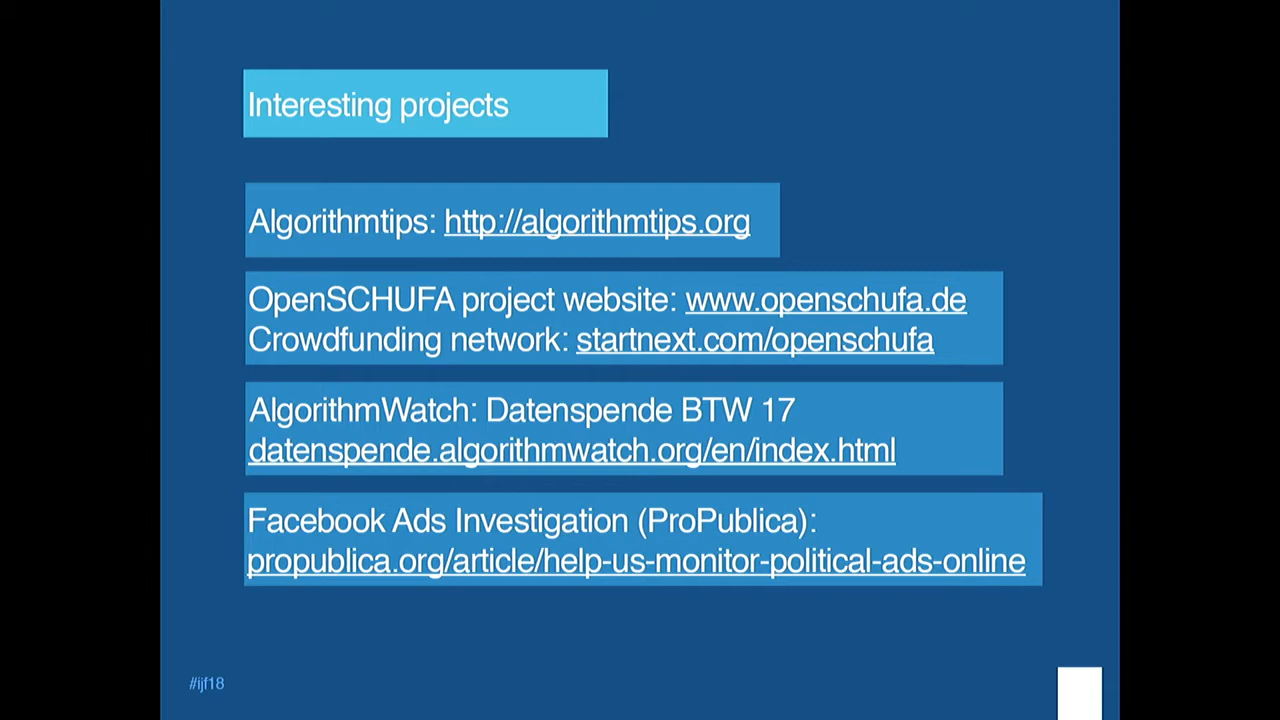 Interesting projects
Algorithmtips: http://algorithmtips.org
OpenSCHUFA project website: www.openschufa.de
Crowdfunding network: startnext.com/openschufa
AlgorithmWatch: Datenspende BTW 17
datenspende.algorithmwatch.org/en/index.html
Facebook Ads Investigation (ProPublica):
propublica.org/article/help-us-monitor-political-ads-online
#ijf18